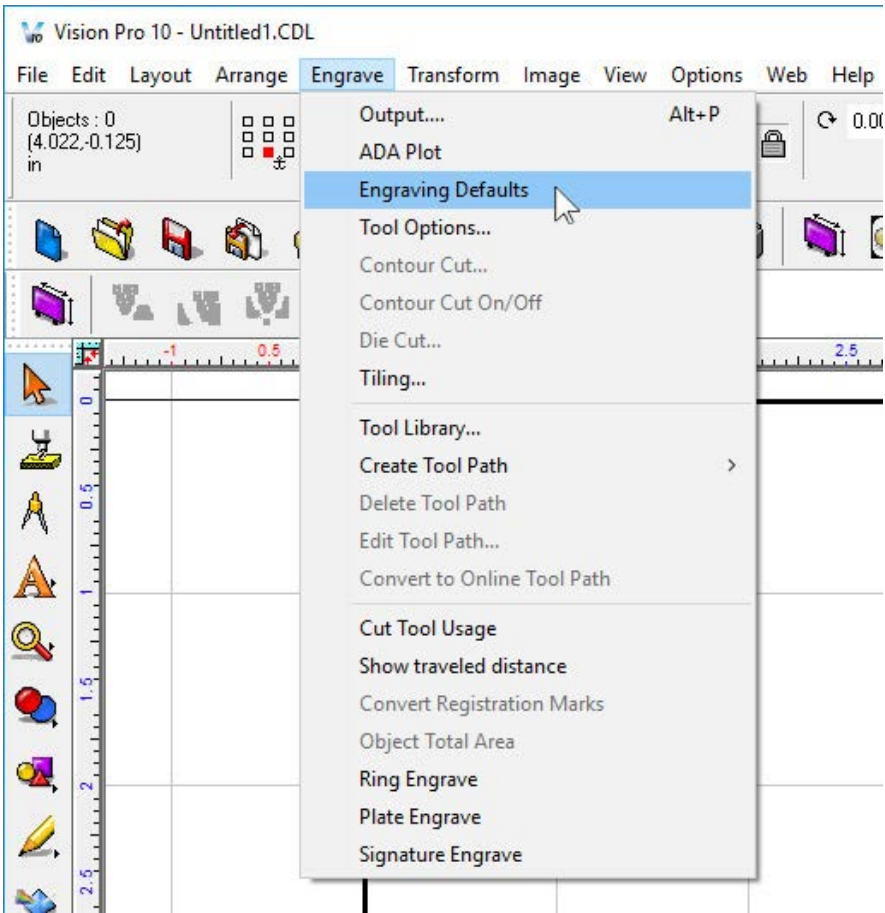 Vision Pro 10 - Untitled1.CDL
File Edit Layout Arrange Engrave Transform Image View Options Web Help
Objects : 0
(4.022,-0.125)
in
0.00
Output.... Alt+P
ADA Plot
Engraving Defaults
Tool Options...
Contour Cut...
Contour Cut On/Off
Die Cut...
Tiling...
Tool Library...
Create Tool Path
Delete Tool Path
Edit Tool Path...
Convert to Online Tool Path
Cut Tool Usage
Show traveled distance
Convert Registration Marks
Object Total Area
Ring Engrave
Plate Engrave
Signature Engrave
-1 0.5 2.5
0
0.5
1
1.5
2
2.5